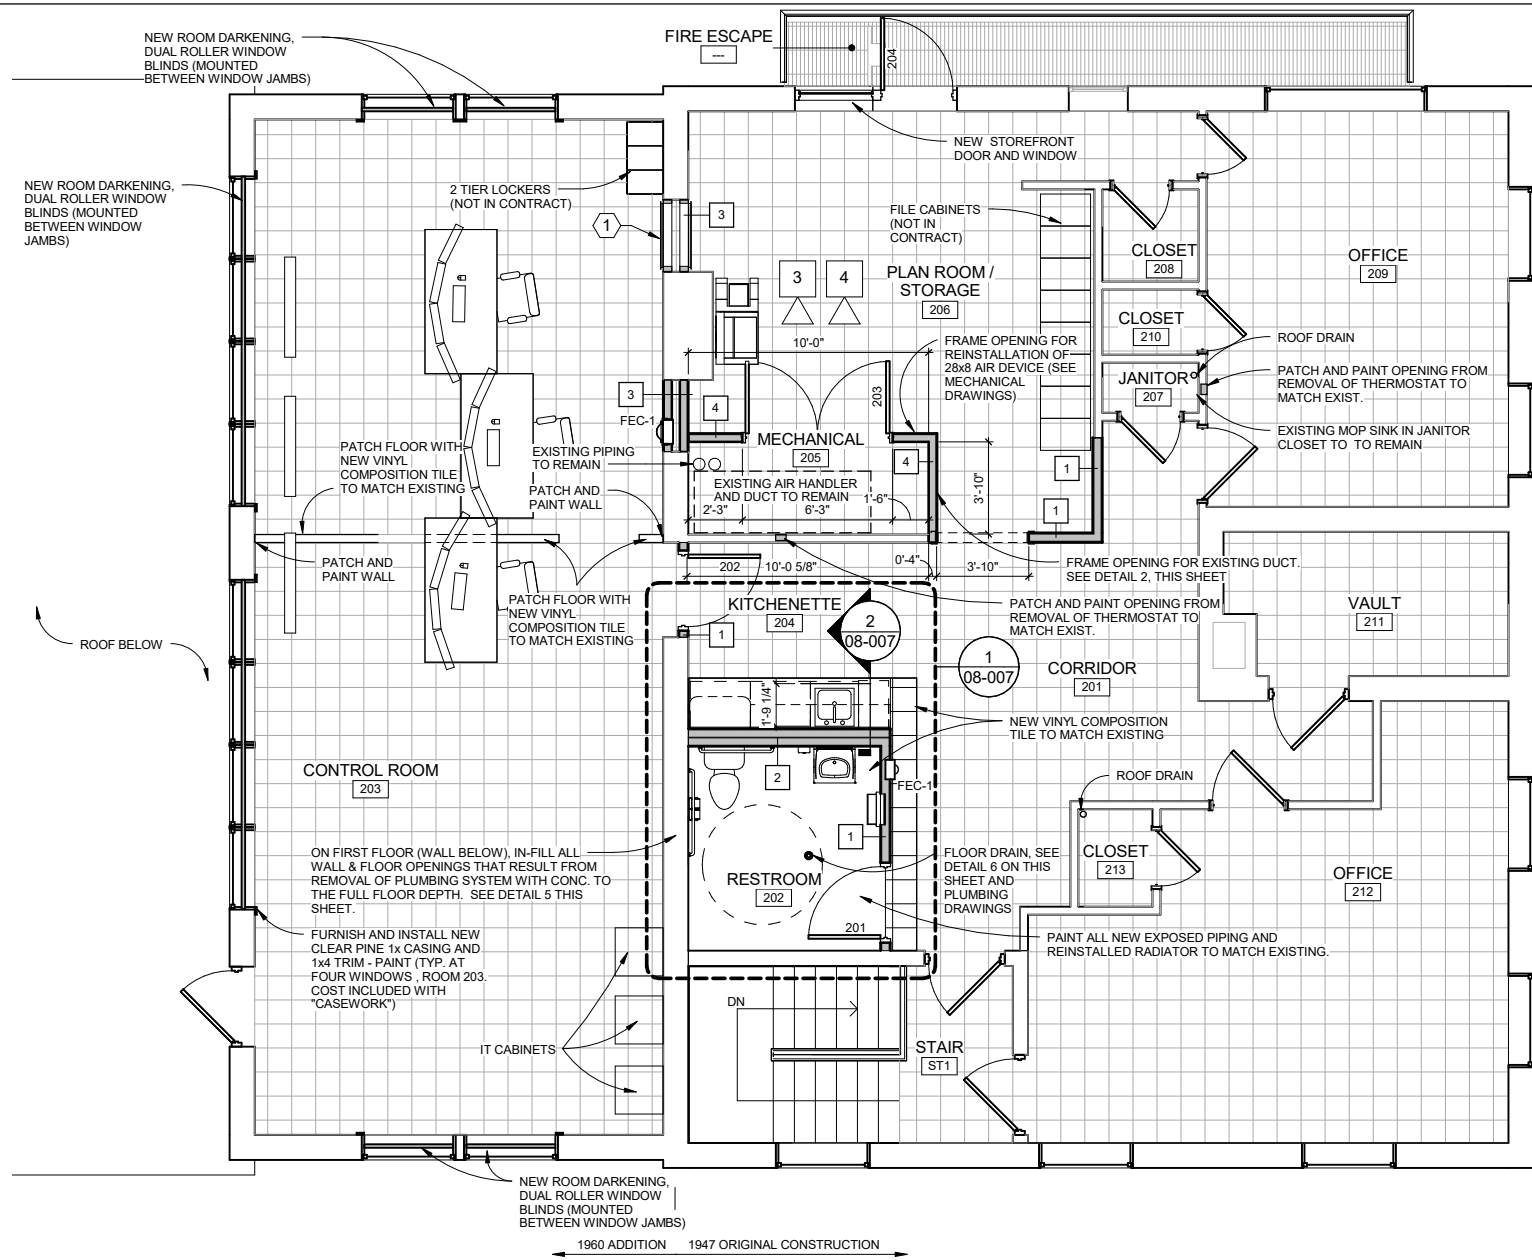 NEW ROOM DARKENING,
DUAL ROLLER WINDOW
BLINDS (MOUNTED
BETWEEN WINDOW JAMBS)
FIRE ESCAPE
---
204
NEW STOREFRONT
DOOR AND WINDOW
NEW ROOM DARKENING,
DUAL ROLLER WINDOW
BLINDS (MOUNTED
BETWEEN WINDOW
JAMBS)
2 TIER LOCKERS
(NOT IN CONTRACT)
1
3
FILE CABINETS
(NOT IN
CONTRACT)
CLOSET
208
OFFICE
209
3
4
PLAN ROOM /
STORAGE
206
CLOSET
210
10'-0"
FRAME OPENING FOR
REINSTALLATION OF
28x8 AIR DEVICE (SEE
MECHANICAL
DRAWINGS)
ROOF DRAIN
JANITOR
207
PATCH AND PAINT OPENING FROM
REMOVAL OF THERMOSTAT TO
MATCH EXIST.
3
4
203
FEC-1
EXISTING MOP SINK IN JANITOR
CLOSET TO TO REMAIN
PATCH FLOOR WITH
NEW VINYL
COMPOSITION TILE
TO MATCH EXISTING
EXISTING PIPING
TO REMAIN
MECHANICAL
205
4
1
EXISTING AIR HANDLER
AND DUCT TO REMAIN
PATCH AND
PAINT WALL
2'-3"
6'-3"
1'-6"
3'-10"
1
PATCH AND
PAINT WALL
202
10'-0 5/8"
0'-4"
3'-10"
FRAME OPENING FOR EXISTING DUCT.
SEE DETAIL 2, THIS SHEET
PATCH FLOOR WITH
NEW VINYL
COMPOSITION TILE
TO MATCH EXISTING
KITCHENETTE
204
1
2
08-007
PATCH AND PAINT OPENING FROM
REMOVAL OF THERMOSTAT TO
MATCH EXIST.
VAULT
211
ROOF BELOW
1
08-007
CORRIDOR
201
1'-9 1/4"
NEW VINYL COMPOSITION
TILE TO MATCH EXISTING
CONTROL ROOM
203
2
FEC-1
ROOF DRAIN
1
ON FIRST FLOOR (WALL BELOW), IN-FILL ALL
WALL & FLOOR OPENINGS THAT RESULT FROM
REMOVAL OF PLUMBING SYSTEM WITH CONC. TO
THE FULL FLOOR DEPTH. SEE DETAIL 5 THIS
SHEET.
FLOOR DRAIN, SEE
DETAIL 6 ON THIS
SHEET AND
PLUMBING
DRAWINGS
CLOSET
213
OFFICE
212
RESTROOM
202
201
FURNISH AND INSTALL NEW
CLEAR PINE 1x CASING AND
1x4 TRIM - PAINT (TYP. AT
FOUR WINDOWS , ROOM 203.
COST INCLUDED WITH
"CASEWORK")
PAINT ALL NEW EXPOSED PIPING AND
REINSTALLED RADIATOR TO MATCH EXISTING.
DN
IT CABINETS
STAIR
ST1
NEW ROOM DARKENING,
DUAL ROLLER WINDOW
BLINDS (MOUNTED
BETWEEN WINDOW JAMBS)
1960 ADDITION
1947 ORIGINAL CONSTRUCTION